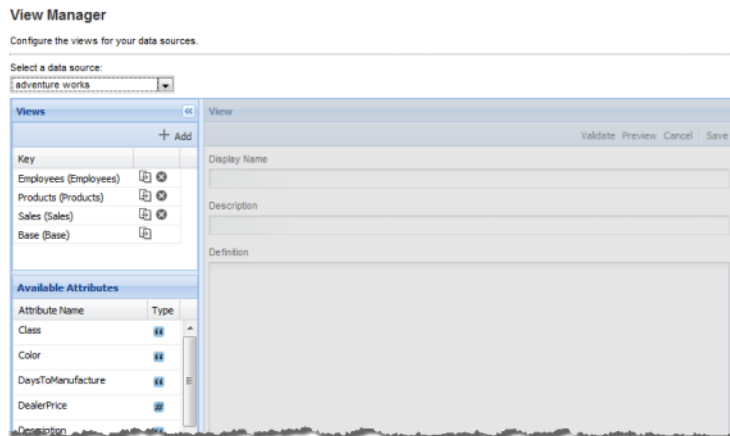 View Manager
Configure the views for your data sources.
Select a data source:
adventure works
Views
View
Add
Validate Preview Cancel Save
Key
Employees (Employees)
Products (Products)
Sales (Sales)
Base (Base)
Display Name
Description
Definition
Available Attributes
Attribute Name Type
Class
Color
DaysToManufacture
DealerPrice #
Description